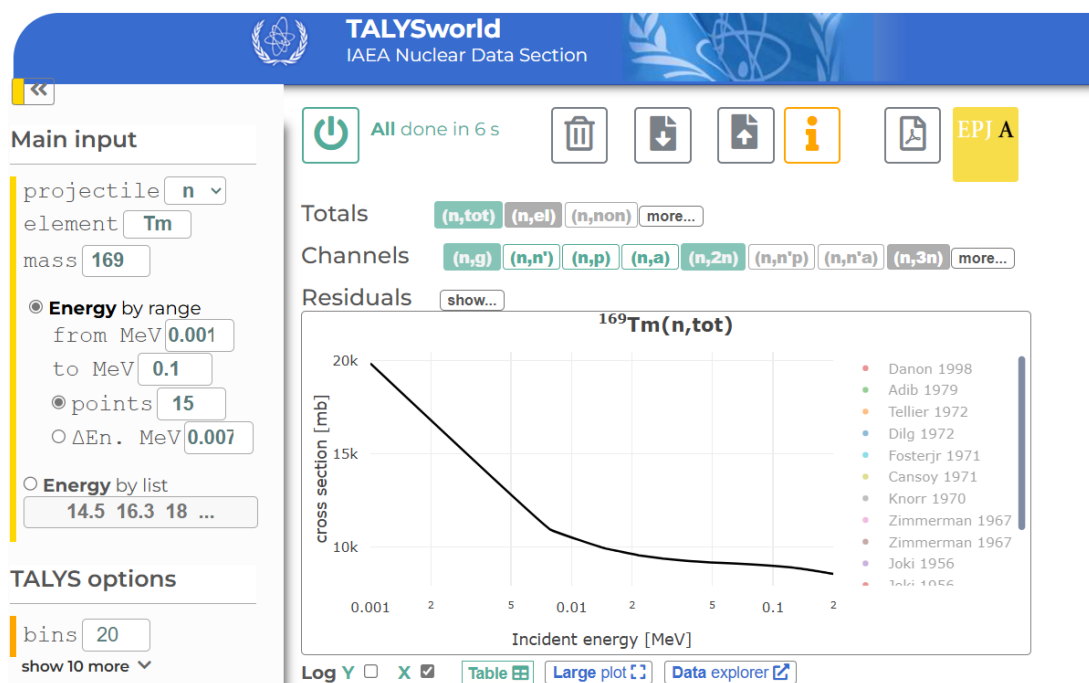 TALYSworld
IAEA Nuclear Data Section
«
Main input
projectile n
element Tm
mass 169
Energy by range
from MeV 0.001
to MeV 0.1
points 15
ΔEn. MeV 0.007
Energy by list
14.5 16.3 18 ...
TALYS options
bins 20
show 10 more
All done in 6 s
i
EPJ A
Totals (n,tot) (n,el) (n,non) more...
Channels (n,g) (n,n') (n,p) (n,a) (n,2n) (n,n'p) (n,n'a) (n,3n) more...
Residuals show...
169Tm(n,tot)
cross section [mb]
20k
15k
10k
0.001 2 5 0.01 2 5 0.1 2
Incident energy [MeV]
Danon 1998
Adib 1979
Tellier 1972
Dilg 1972
Fosterjr 1971
Cansoy 1971
Knorr 1970
Zimmerman 1967
Zimmerman 1967
Joki 1956
Joki 1956
Log Y X Table Large plot Data explorer